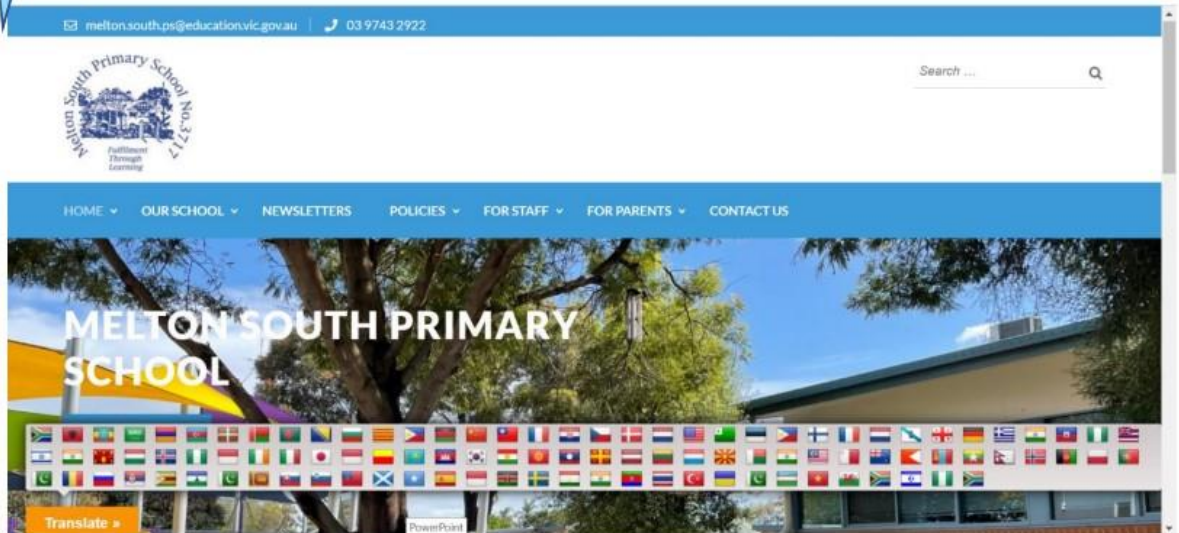 melton.south.ps@education.vic.gov.au 03 9743 2922
Melton South Primary School No.3717
Fulfilment
Through
Learning
Search ...
HOME OUR SCHOOL NEWSLETTERS POLICIES FOR STAFF FOR PARENTS CONTACT US
MELTON SOUTH PRIMARY
SCHOOL
Translate »
PowerPoint